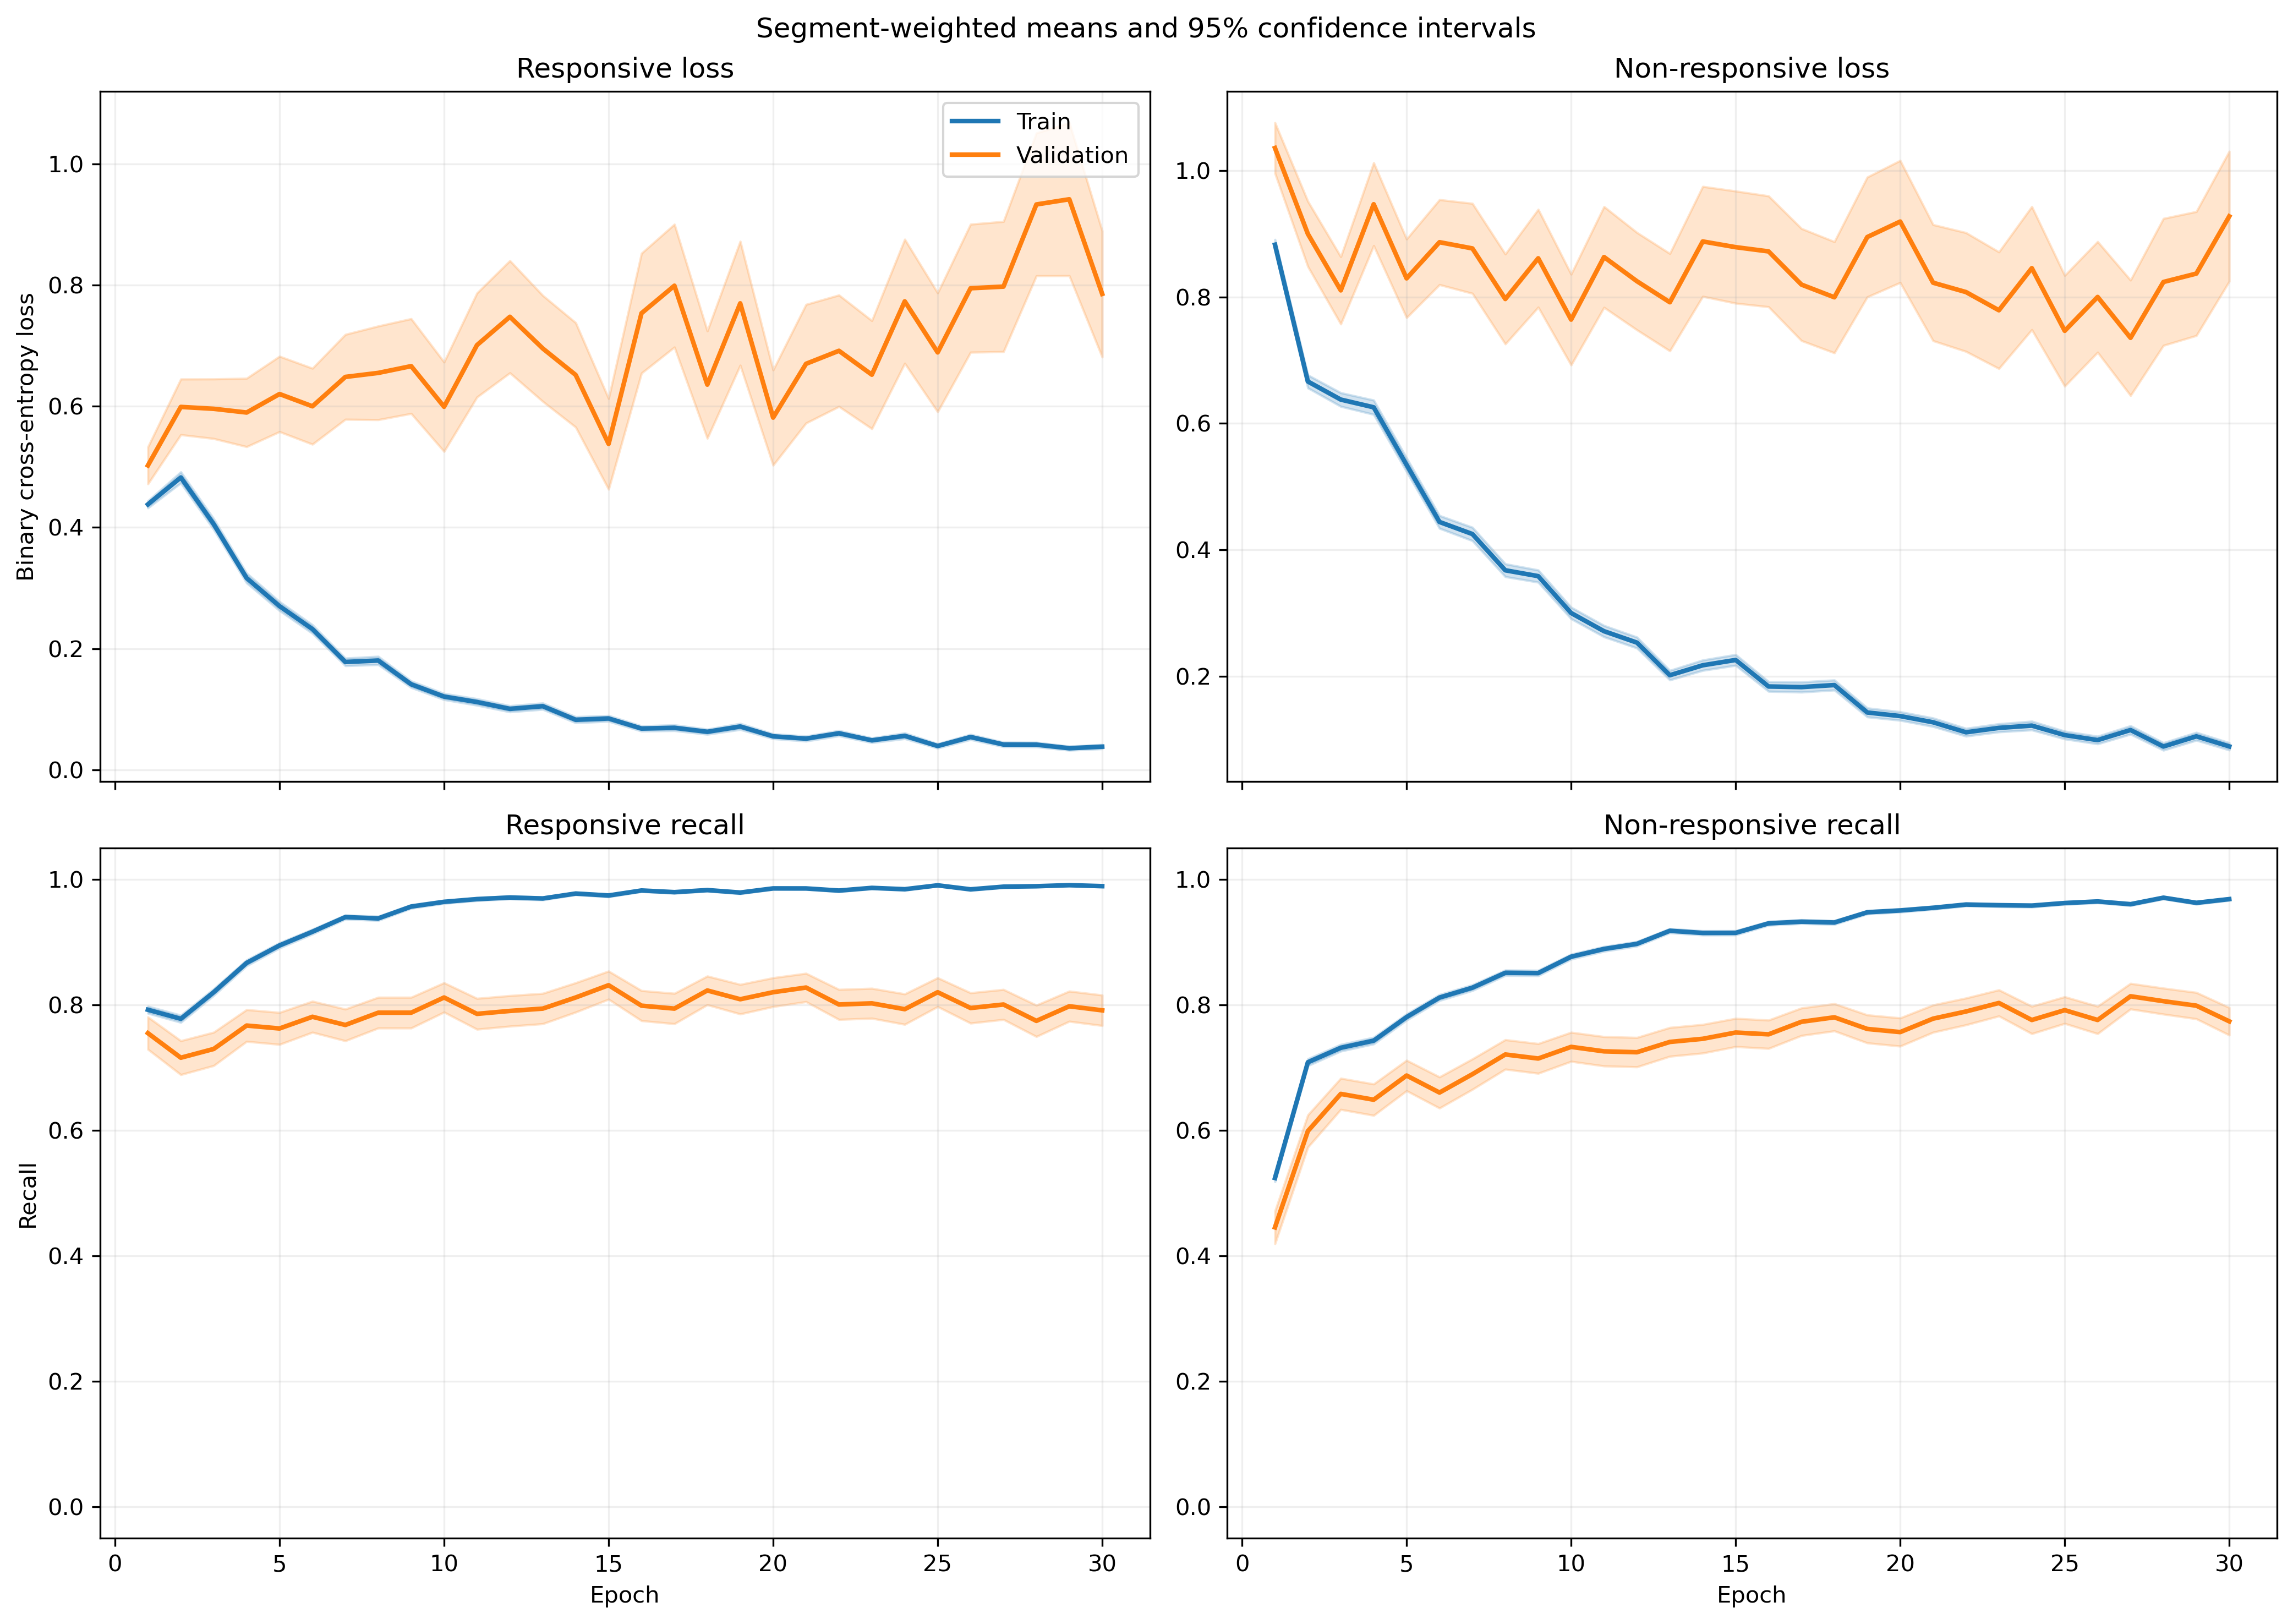 Segment-weighted means and 95% confidence intervals
Responsive loss
Train
Validation
Binary cross-entropy loss
1.0
0.8
0.6
0.4
0.2
0.0
Non-responsive loss
1.0
0.8
0.6
0.4
0.2
Responsive recall
Recall
1.0
0.8
0.6
0.4
0.2
0.0
0 5 10 15 20 25 30
Epoch
Non-responsive recall
1.0
0.8
0.6
0.4
0.2
0.0
0 5 10 15 20 25 30
Epoch